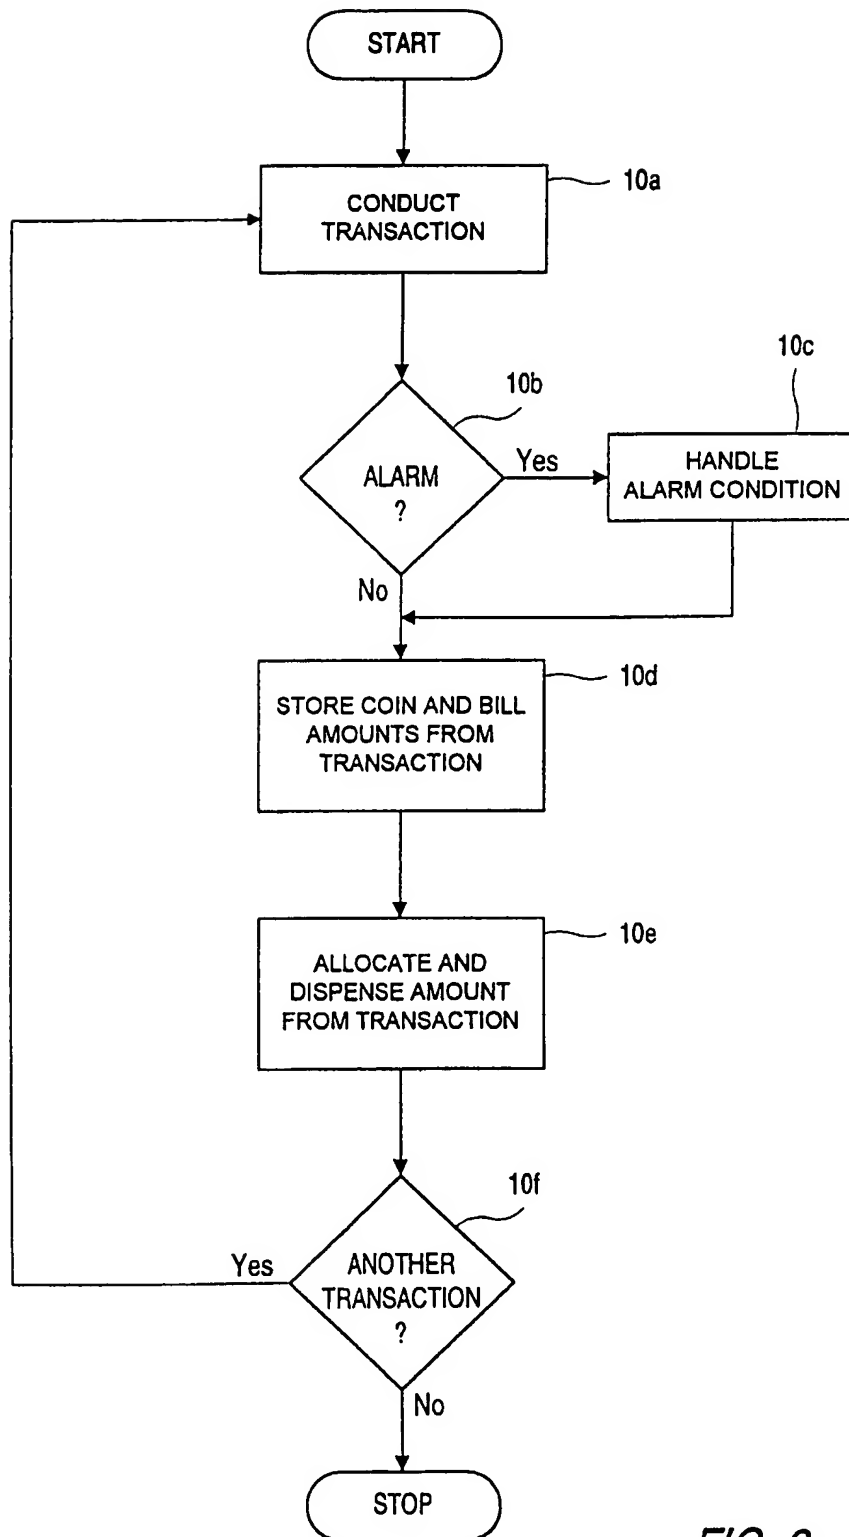 START
CONDUCT
TRANSACTION
10a
ALARM
?
10b
Yes
HANDLE
ALARM CONDITION
10c
No
STORE COIN AND BILL
AMOUNTS FROM
TRANSACTION
10d
ALLOCATE AND
DISPENSE AMOUNT
FROM TRANSACTION
10e
ANOTHER
TRANSACTION
?
10f
Yes
No
STOP